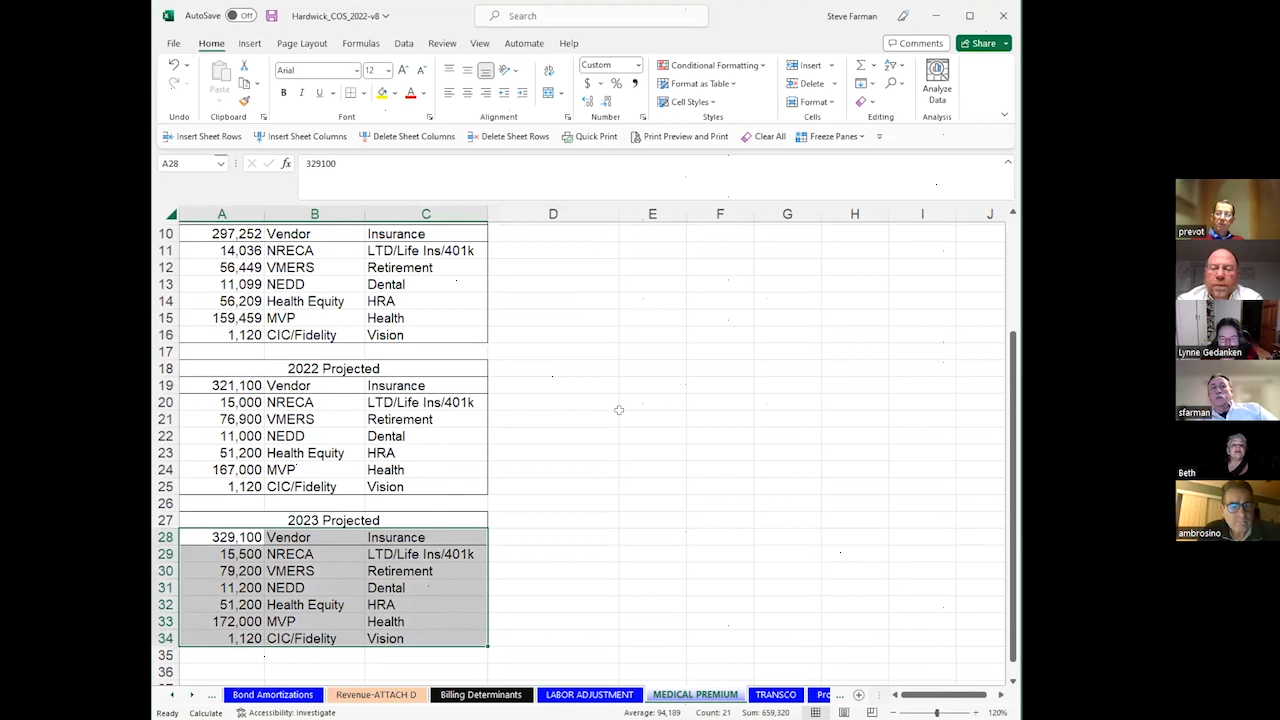 AutoSave Off Hardwick_COS_2022-v8 Search Steve Farman
File Home Insert Page Layout Formulas Data Review View Automate Help Comments Share
Paste Arial 12 Custom Conditional Formatting Insert
B I U Format as Table Delete Analyze Data
Cell Styles Format
Undo Clipboard Font Alignment Number Styles Cells Editing Analysis
Insert Sheet Rows Insert Sheet Columns Delete Sheet Columns Delete Sheet Rows Quick Print Print Preview and Print Clear All Freeze Panes
A28 fx 329100
A B C D E F G H I J
10 297,252 Vendor Insurance
11 14,036 NRECA LTD/Life Ins/401k
12 56,449 VMERS Retirement
13 11,099 NEDD Dental
14 56,209 Health Equity HRA
15 159,459 MVP Health
16 1,120 CIC/Fidelity Vision
17
18 2022 Projected
19 321,100 Vendor Insurance
20 15,000 NRECA LTD/Life Ins/401k
21 76,900 VMERS Retirement
22 11,000 NEDD Dental
23 51,200 Health Equity HRA
24 167,000 MVP Health
25 1,120 CIC/Fidelity Vision
26
27 2023 Projected
28 329,100 Vendor Insurance
29 15,500 NRECA LTD/Life Ins/401k
30 79,200 VMERS Retirement
31 11,200 NEDD Dental
32 51,200 Health Equity HRA
33 172,000 MVP Health
34 1,120 CIC/Fidelity Vision
35
36
... Bond Amortizations Revenue-ATTACH D Billing Determinants LABOR ADJUSTMENT MEDICAL PREMIUM TRANSCO Pr ...
Ready Calculate Accessibility: Investigate Average: 94,189 Count: 21 Sum: 659,320 120%
prevot
Lynne Gedanken
sfarman
Beth
ambrosino